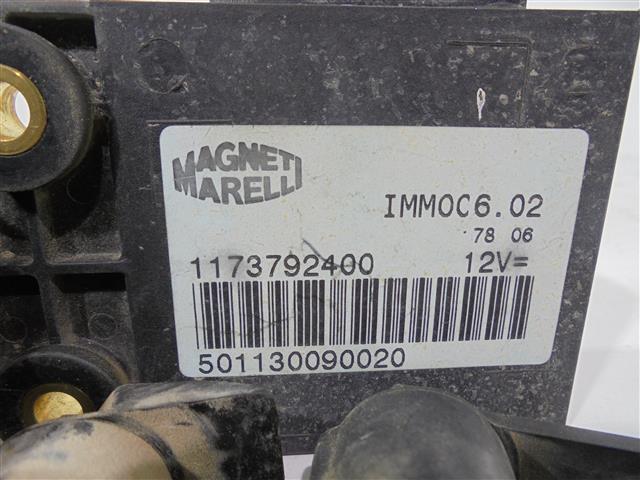 MAGNETI
MARELLI
IMMOC6.02
78 06
1173792400 12V=
501130090020